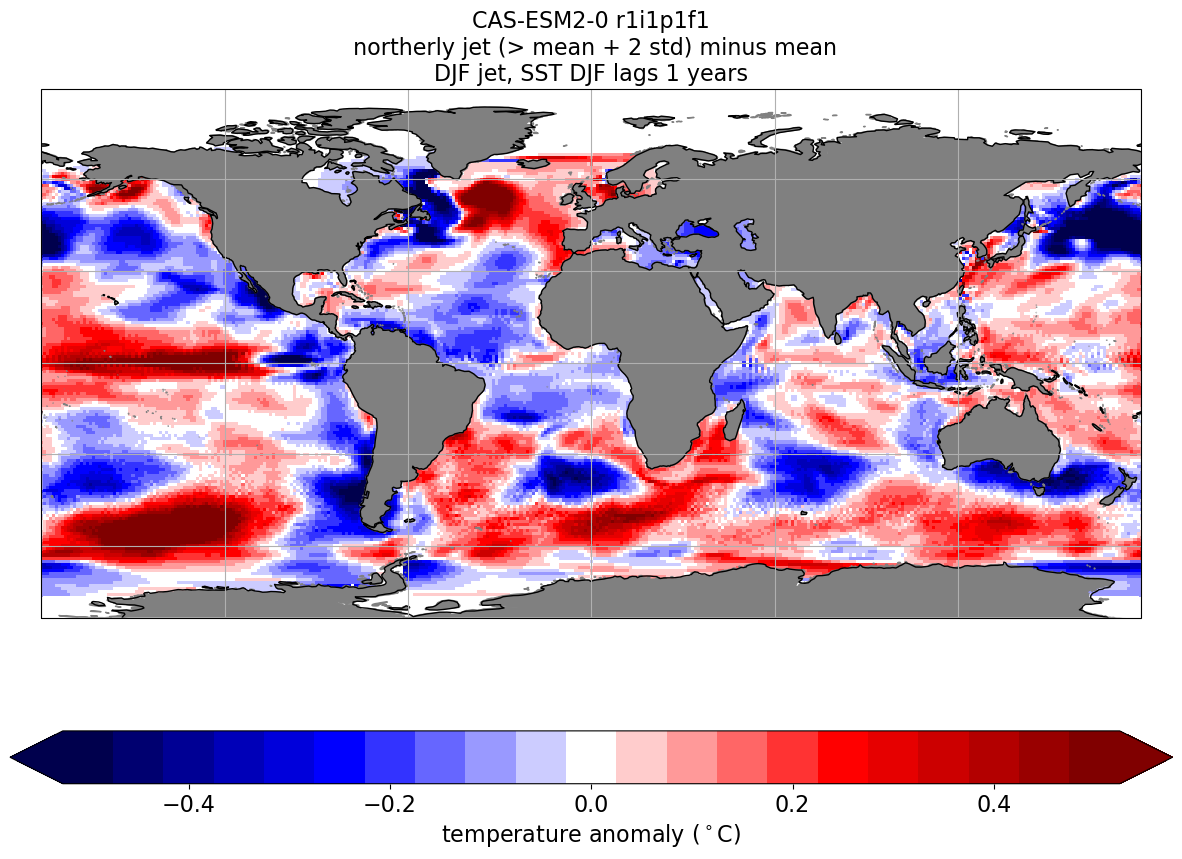 CAS-ESM2-0 r1i1p1f1
northerly jet (> mean + 2 std) minus mean
DJF jet, SST DJF lags 1 years
−0.4 −0.2 0.0 0.2 0.4
temperature anomaly (°C)